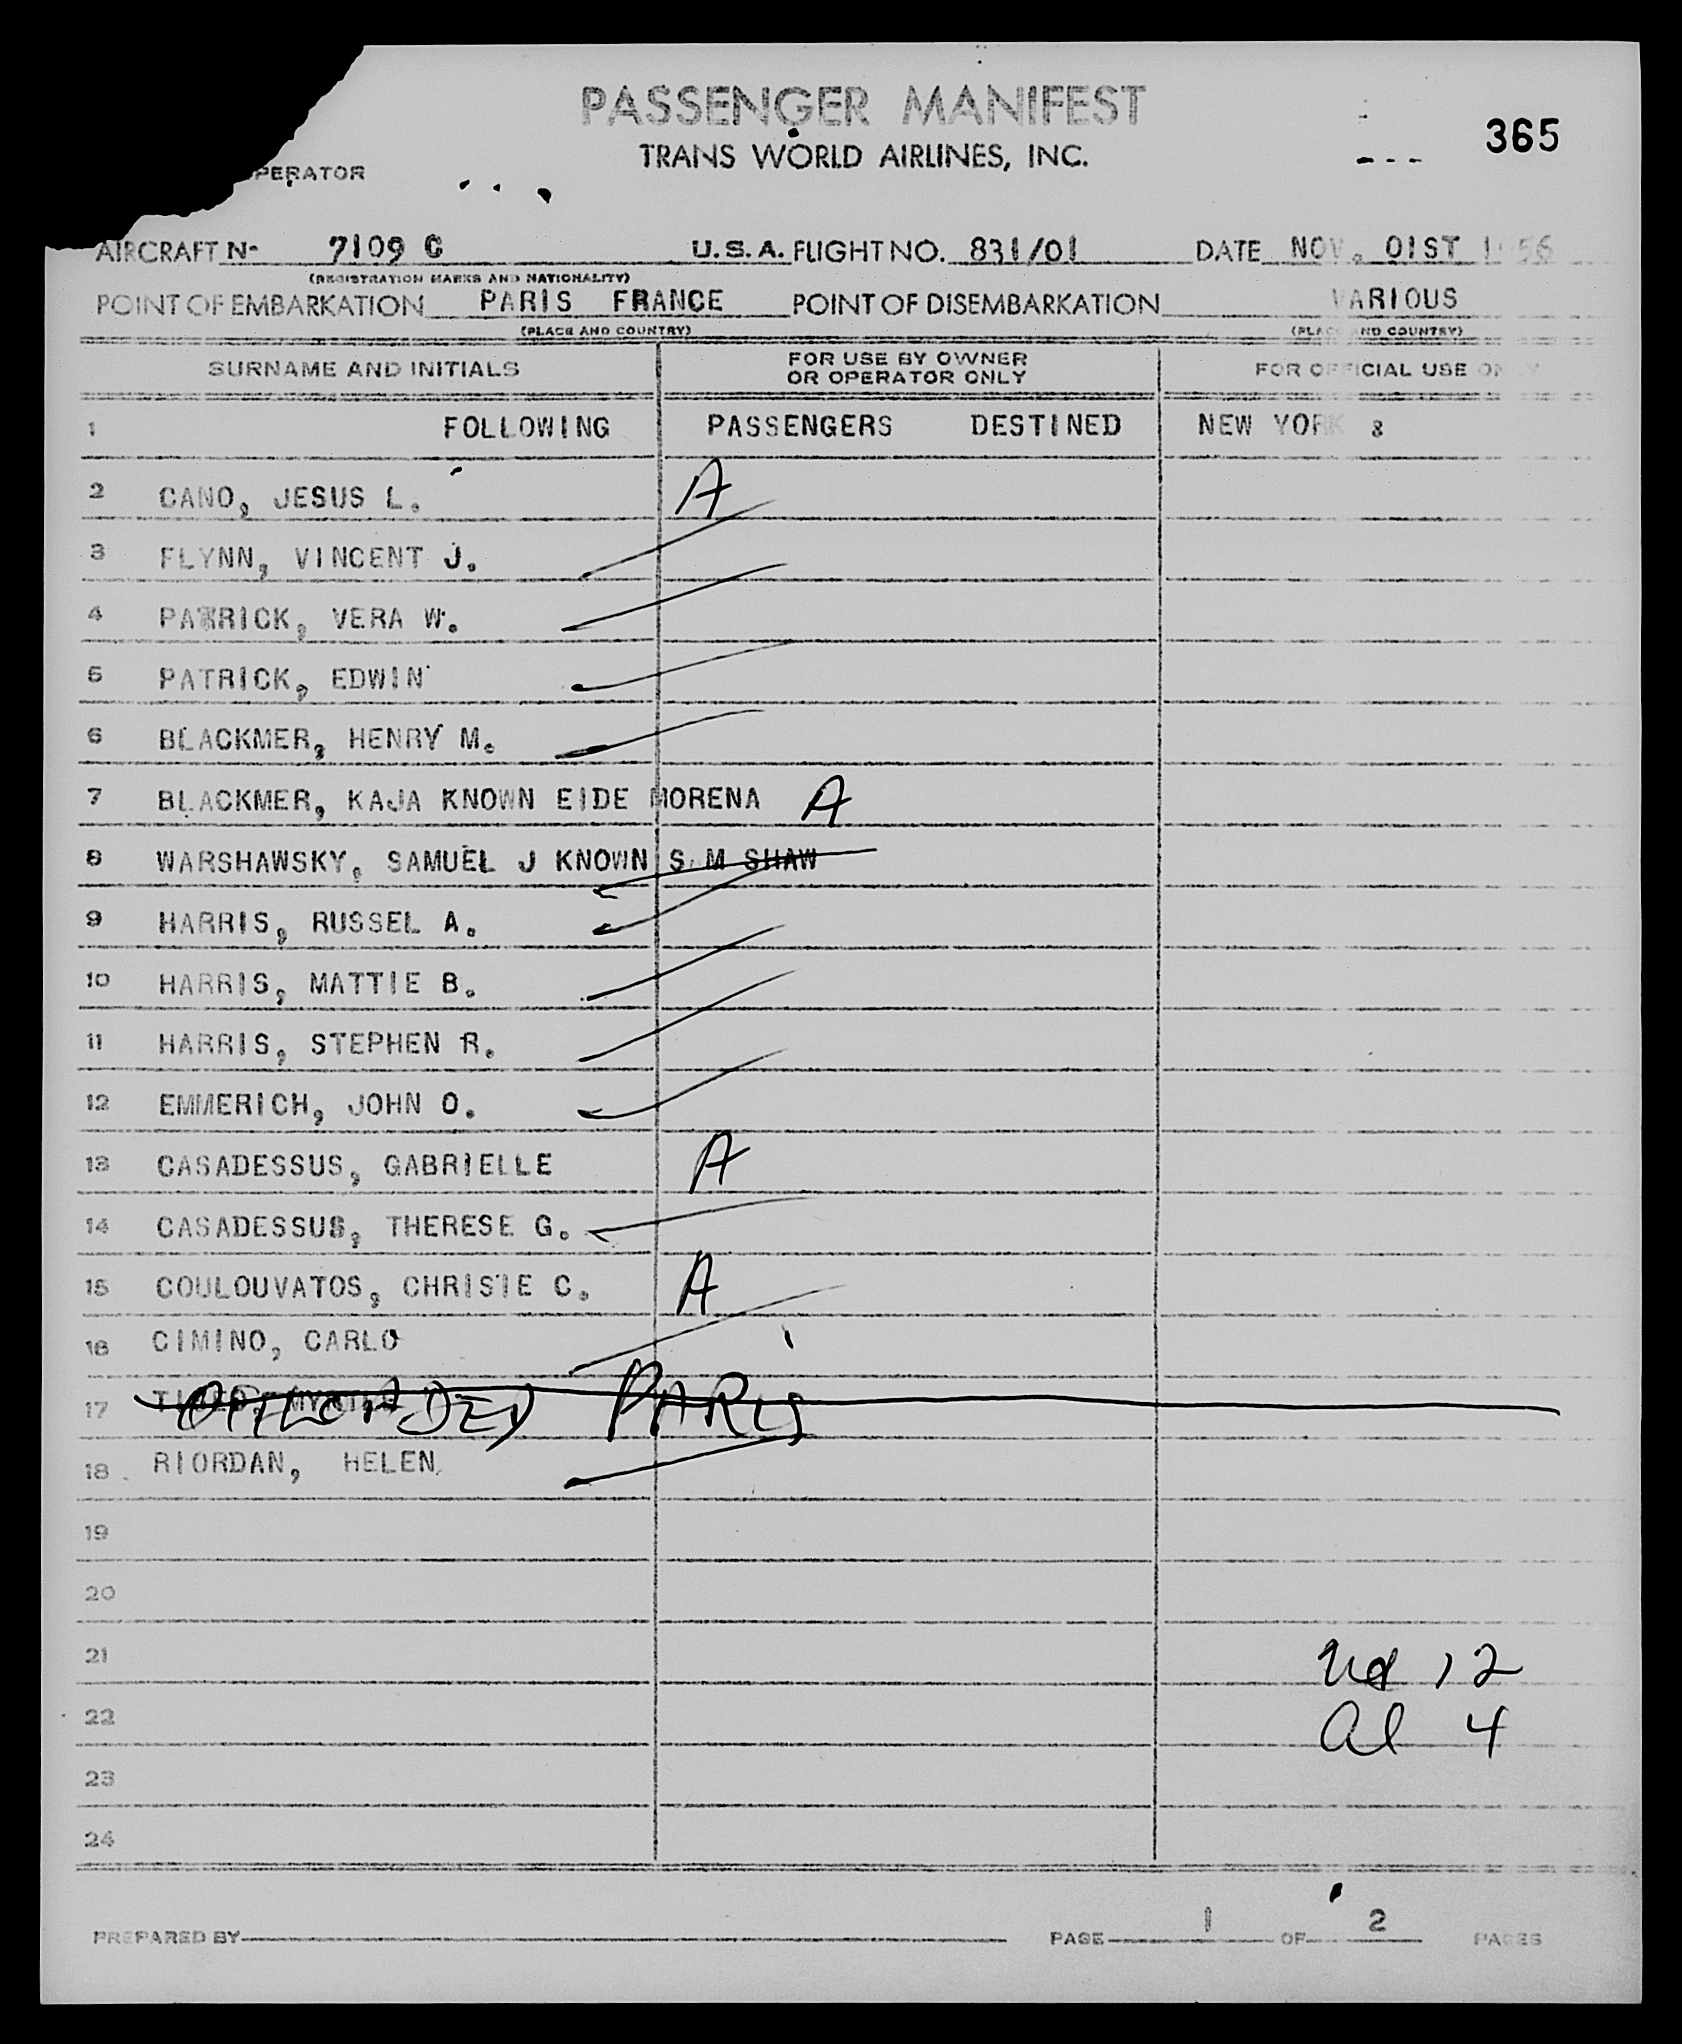 PASSENGER MANIFEST
TRANS WORLD AIRLINES, INC.
365
PERATOR
AIRCRAFT No 7109 C U.S.A. FLIGHT NO. 831/01 DATE NOV. 01ST 1956
(REGISTRATION MARKS AND NATIONALITY)
POINT OF EMBARKATION PARIS FRANCE POINT OF DISEMBARKATION VARIOUS
(PLACE AND COUNTRY) (PLACE AND COUNTRY)
SURNAME AND INITIALS FOR USE BY OWNER OR OPERATOR ONLY FOR OFFICIAL USE ONLY
1 FOLLOWING PASSENGERS DESTINED NEW YORK :
2 CANO, JESUS L. A
3 FLYNN, VINCENT J.
4 PATRICK, VERA W.
5 PATRICK, EDWIN
6 BLACKMER, HENRY M.
7 BLACKMER, KAJA KNOWN EIDE MORENA A
8 WARSHAWSKY, SAMUEL J KNOWN S M SHAW
9 HARRIS, RUSSEL A.
10 HARRIS, MATTIE B.
11 HARRIS, STEPHEN R.
12 EMMERICH, JOHN O.
13 CASADESSUS, GABRIELLE A
14 CASADESSUS, THERESE G.
15 COULOUVATOS, CHRISTIE C. A
16 CIMINO, CARLO
17 OFFLOADED PARIS
18 RIORDAN, HELEN
19
20
21 12
22 Al 4
23
24
PREPARED BY PAGE 1 OF 2 PAGES